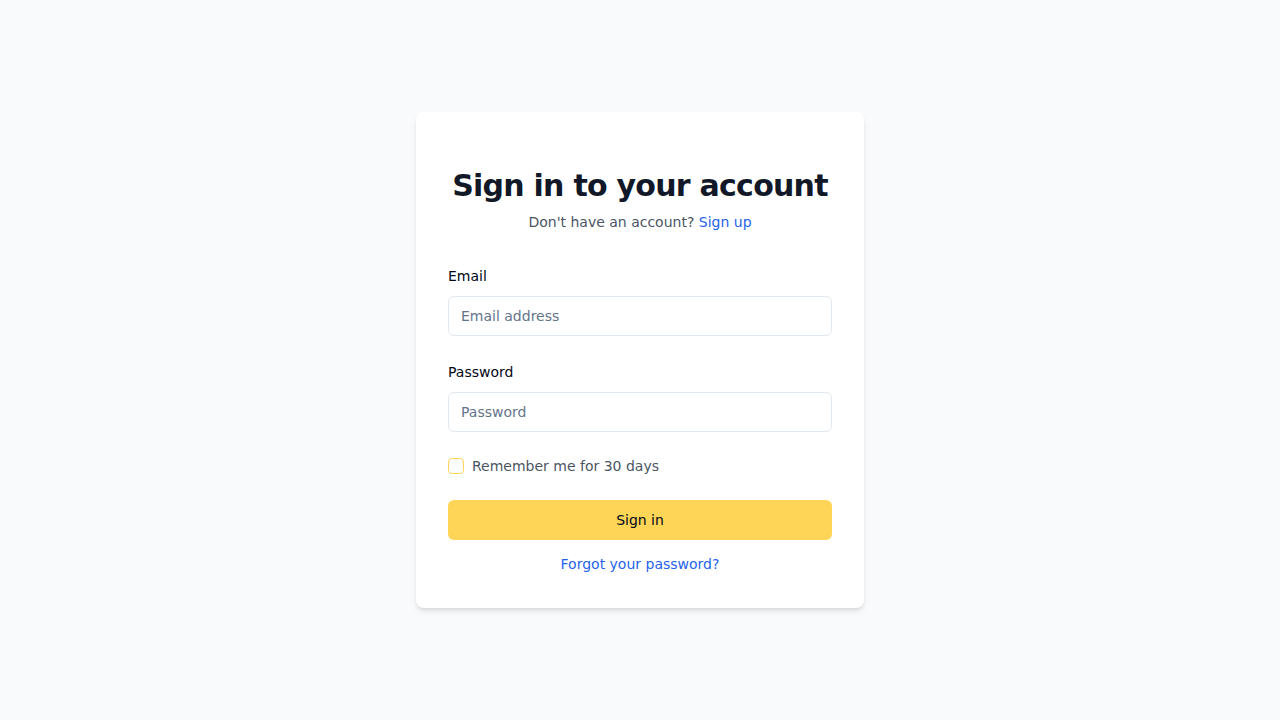 Sign in to your account
Don't have an account? Sign up
Email
Email address
Password
Password
Remember me for 30 days
Sign in
Forgot your password?